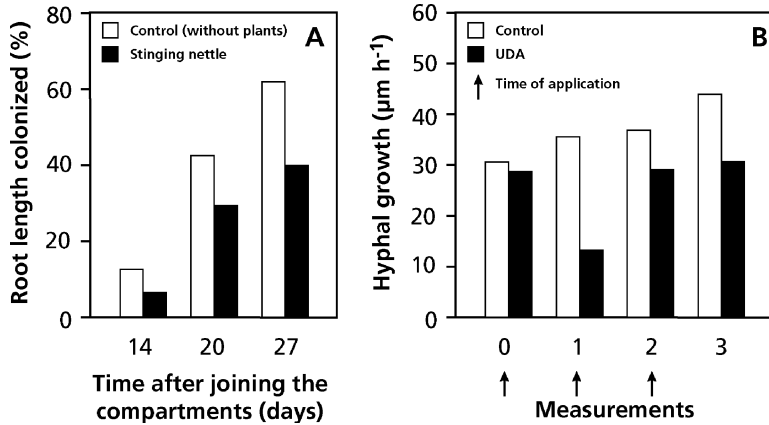 Root length colonized (%)
80
60
40
20
0
Control (without plants)
Stinging nettle
A
14 20 27
Time after joining the
compartments (days)
Hyphal growth (µm h-1)
60
50
40
30
20
10
0
Control
UDA
Time of application
B
0 1 2 3
Measurements